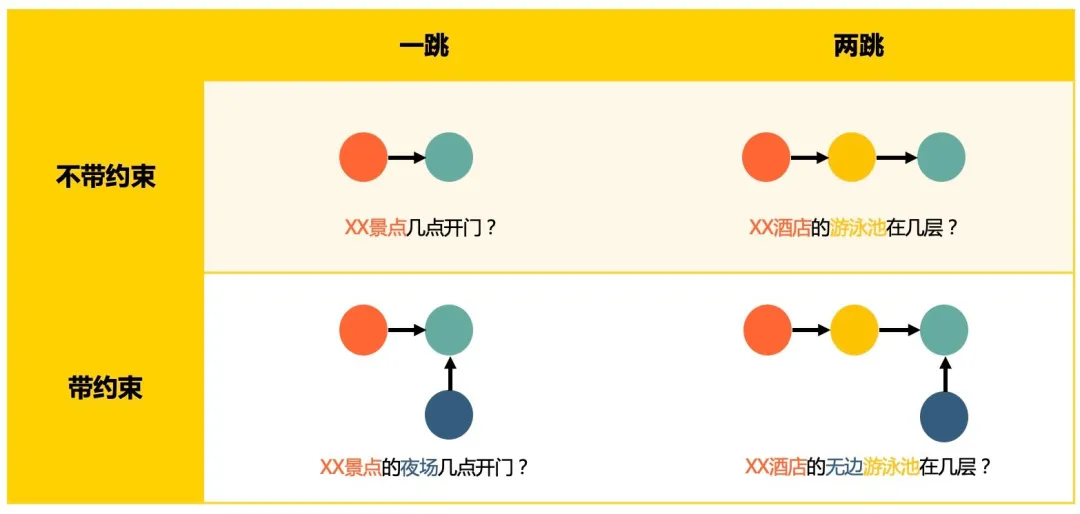 一跳
两跳
不带约束
XX景点几点开门？
XX酒店的游泳池在几层？
带约束
XX景点的夜场几点开门？
XX酒店的无边游泳池在几层？